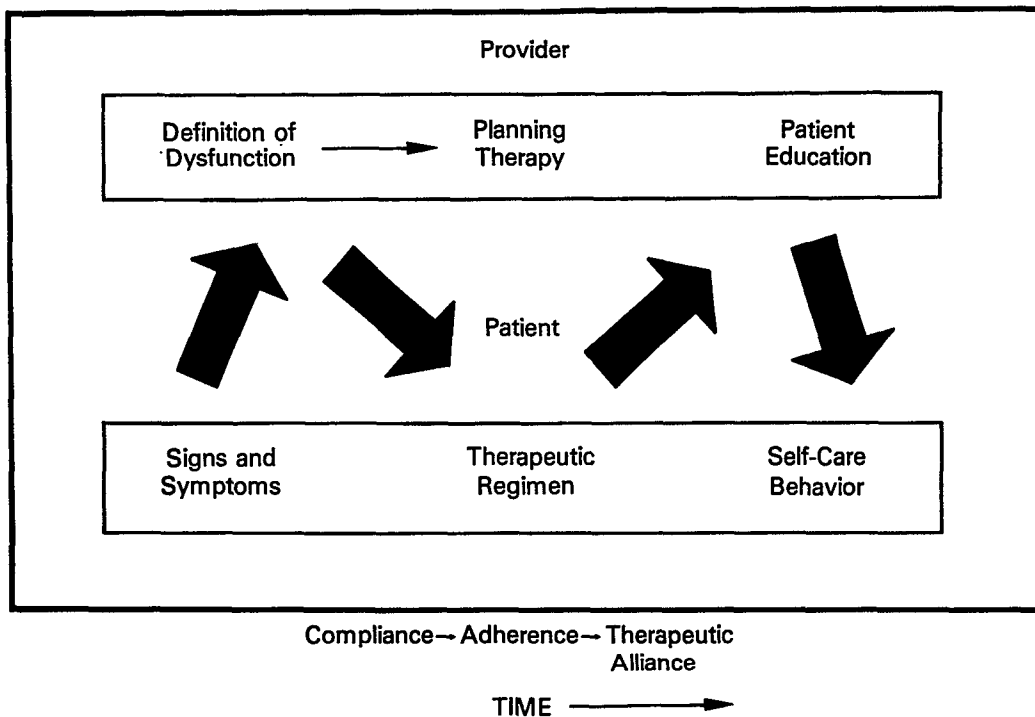 Provider
Definition of
Dysfunction
Planning
Therapy
Patient
Education
Patient
Signs and
Symptoms
Therapeutic
Regimen
Self-Care
Behavior
Compliance→Adherence→Therapeutic
Alliance
TIME